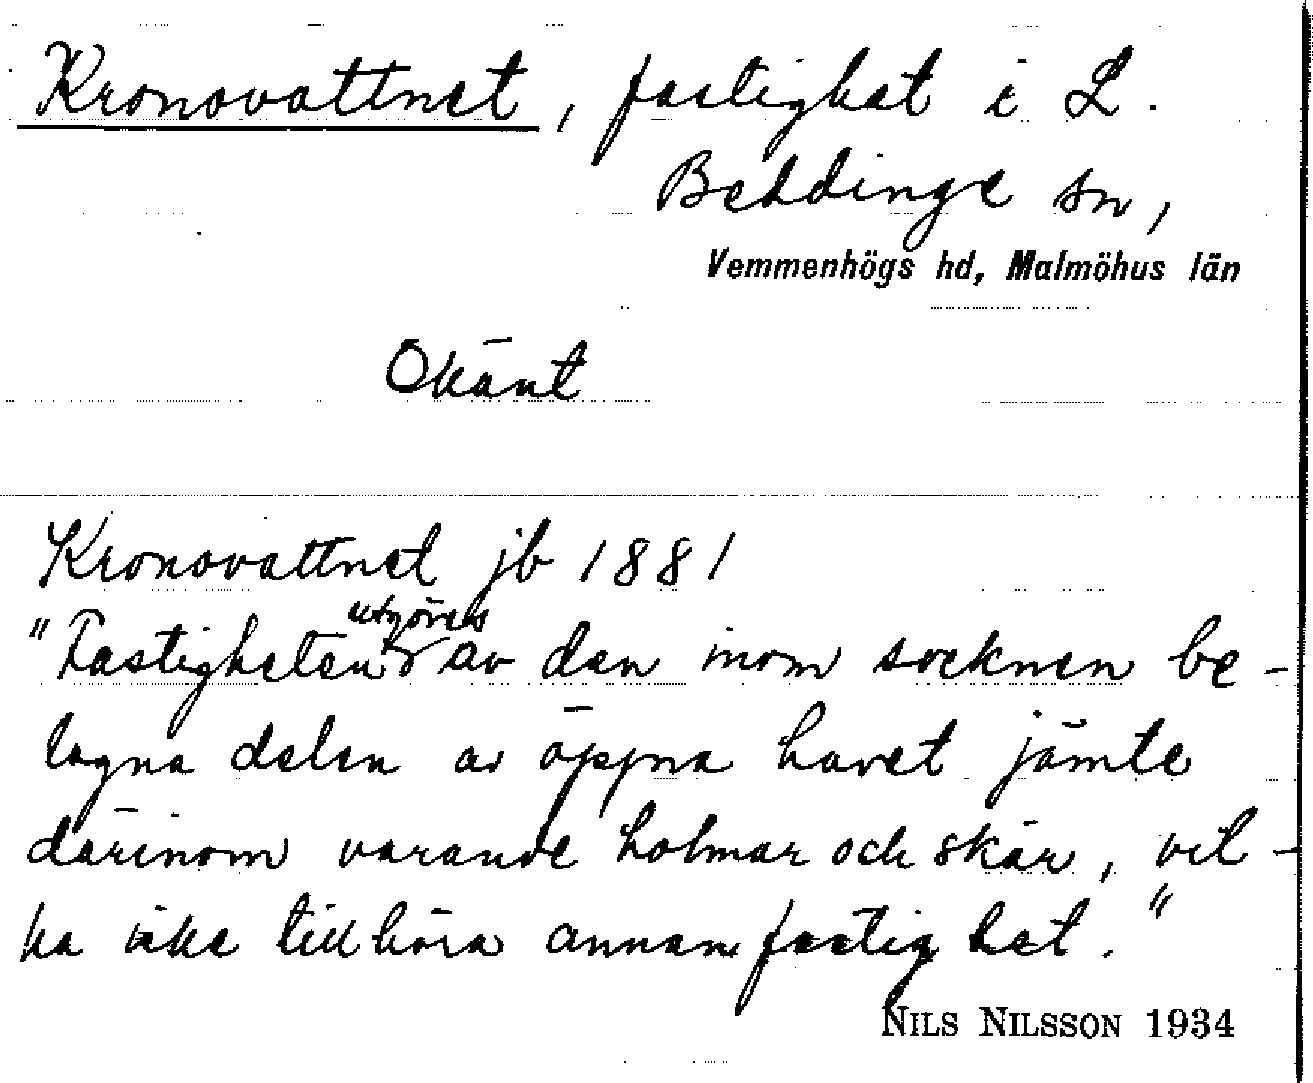 Kronovattnet, fastighet i L.
Beddinge sn,
Vemmenhögs hd, Malmöhus län
Okänt
Kronovattnet jb 1881
"Fastigheten utgöres av den inom socknen be-
lägna delen av öppna havet jämte
därinom varande holmar och skär, vil-
ka icke tillhöra annan fastighet."
NILS NILSSON 1934